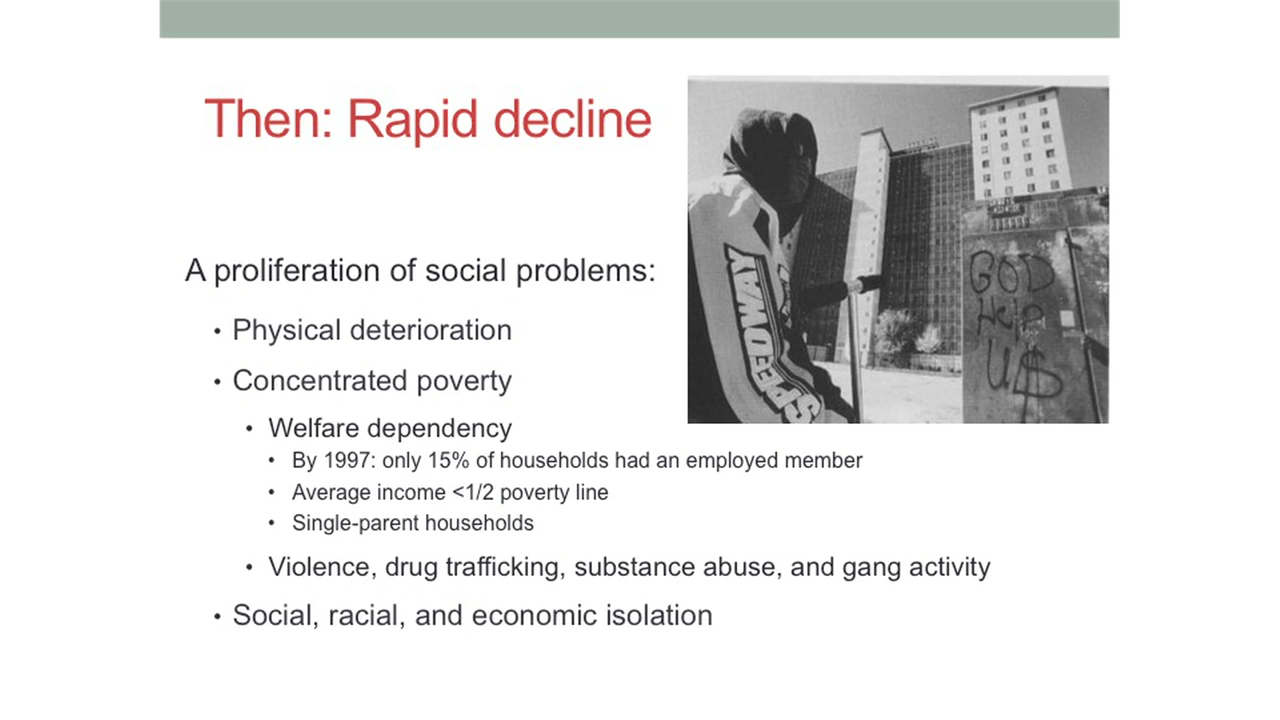 Then: Rapid decline
A proliferation of social problems:
• Physical deterioration
• Concentrated poverty
• Welfare dependency
• By 1997: only 15% of households had an employed member
• Average income <1/2 poverty line
• Single-parent households
• Violence, drug trafficking, substance abuse, and gang activity
• Social, racial, and economic isolation
SPEEDWAY
GOD
Help
U$